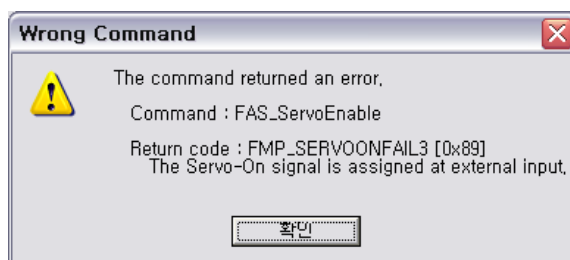 Wrong Command
The command returned an error,
Command : FAS_ServoEnable
Return code : FMP_SERVOONFAIL3 [0x89]
The Servo-On signal is assigned at external input,
확인